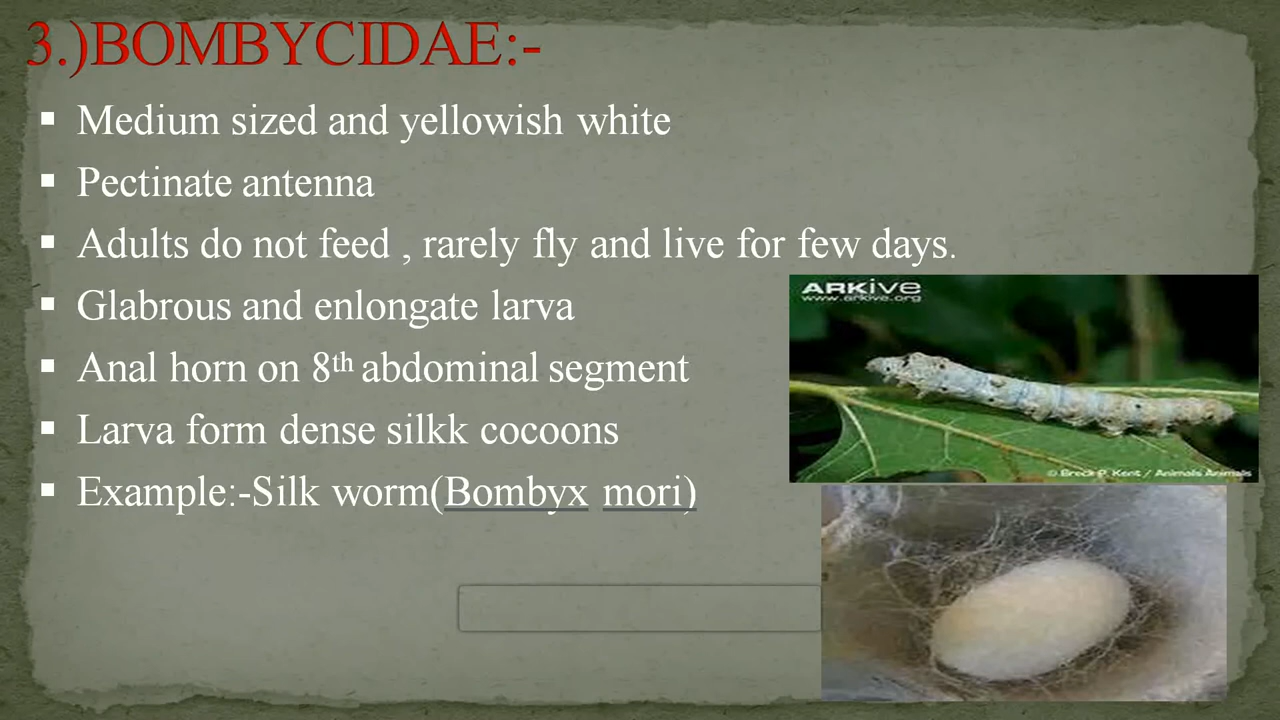 3.)BOMBYCIDAE:-
▪ Medium sized and yellowish white
▪ Pectinate antenna
▪ Adults do not feed , rarely fly and live for few days.
▪ Glabrous and enlongate larva
▪ Anal horn on 8th abdominal segment
▪ Larva form dense silkk cocoons
▪ Example:-Silk worm(Bombyx mori)
ARKive
www.arkive.org
© Breck P. Kent / Animals Animals